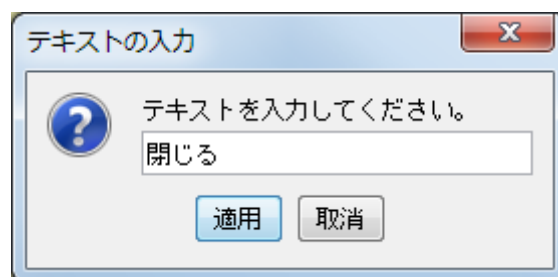 テキストの入力
テキストを入力してください。
閉じる
適用 取消